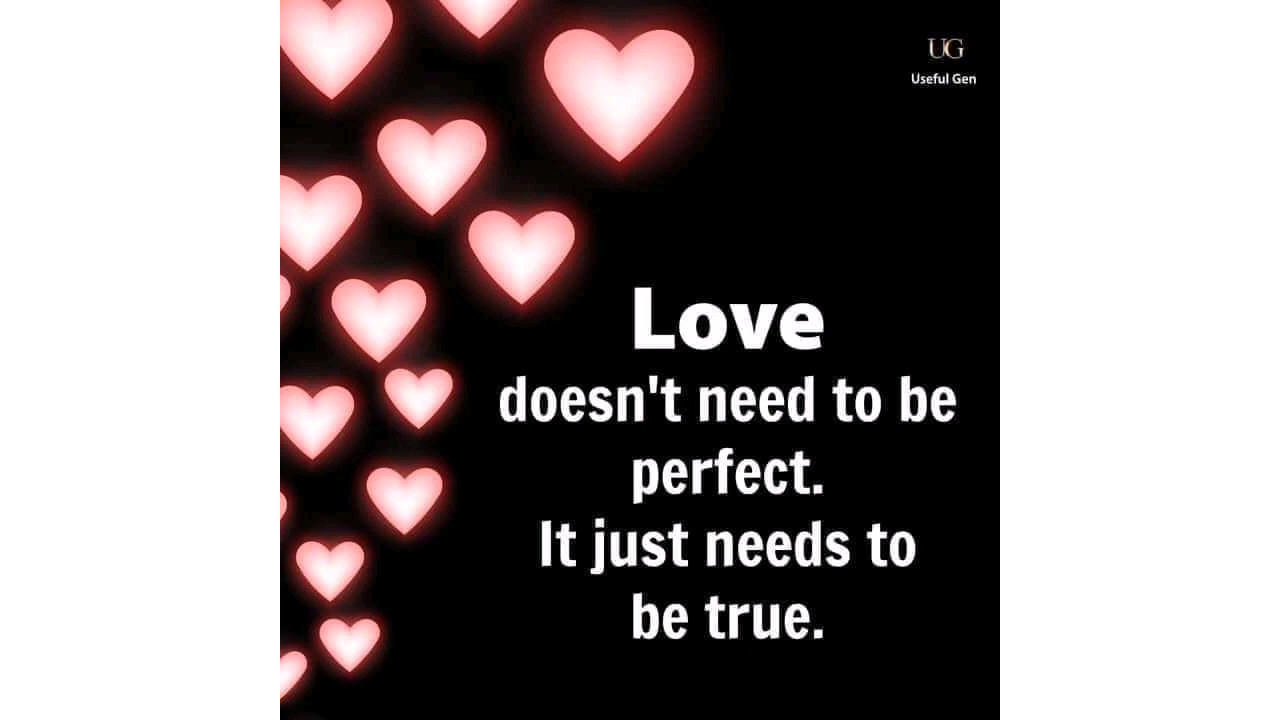 UG
Useful Gen
Love
doesn't need to be
perfect.
It just needs to
be true.